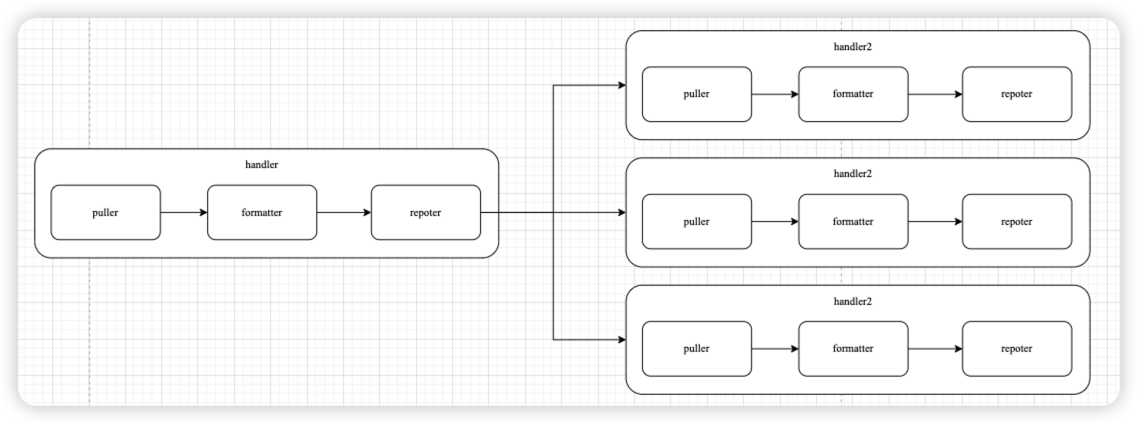 handler
puller
formatter
repoter
handler2
puller
formatter
repoter
handler2
puller
formatter
repoter
handler2
puller
formatter
repoter